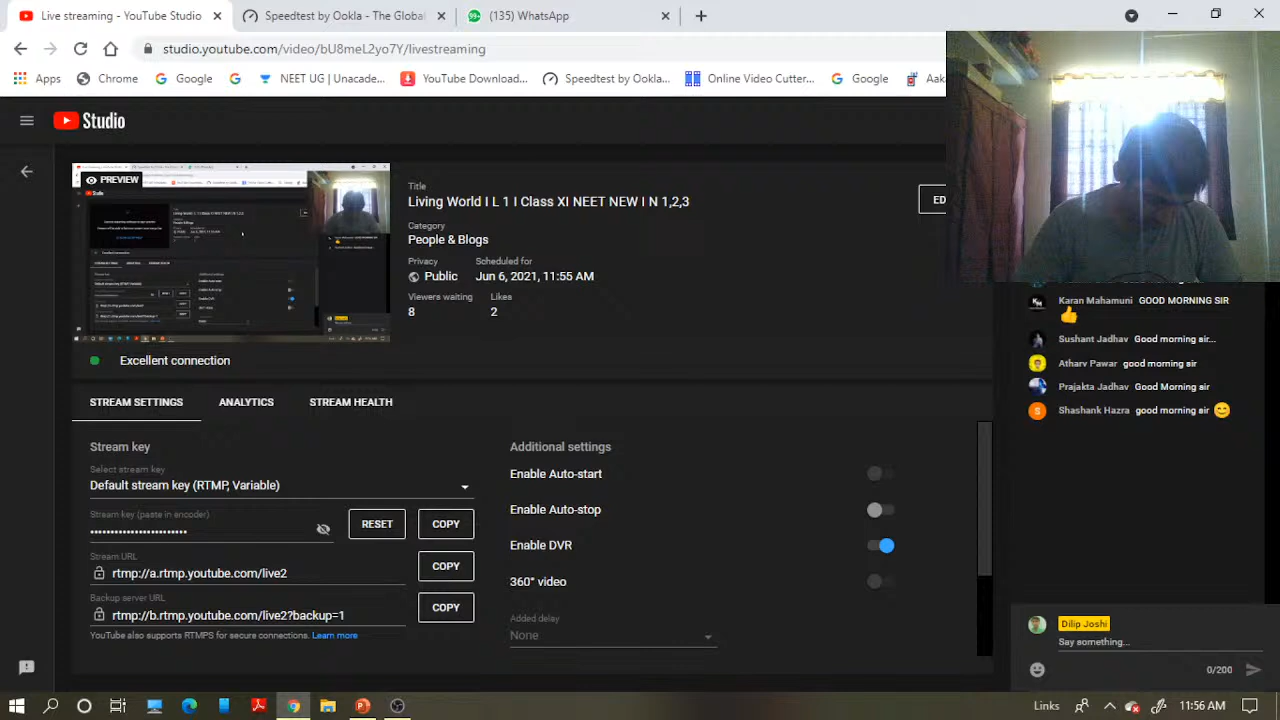 Live streaming - YouTube Studio
Speedtest by Ookla - The Global
(135) WhatsApp
studio.youtube.com/video/bU8meL2yo7Y/livestreaming
Apps
Chrome
Google
NEET UG | Unacade...
YouTube Download...
Speedtest by Ookla...
Online Video Cutter...
Google
Aak
Studio
PREVIEW
Title
Living World I L 1 I Class XI NEET NEW I N 1,2,3
ED
Category
People & Blogs
Privacy
Public
Scheduled for
Jun 6, 2021, 11:55 AM
Viewers waiting
8
Likes
2
Excellent connection
STREAM SETTINGS
ANALYTICS
STREAM HEALTH
Stream key
Select stream key
Default stream key (RTMP, Variable)
Stream key (paste in encoder)
RESET
COPY
Stream URL
rtmp://a.rtmp.youtube.com/live2
COPY
Backup server URL
rtmp://b.rtmp.youtube.com/live2?backup=1
COPY
YouTube also supports RTMPS for secure connections. Learn more
Additional settings
Enable Auto-start
Enable Auto-stop
Enable DVR
360° video
Added delay
None
Karan Mahamuni GOOD MORNING SIR 👍
Sushant Jadhav Good morning sir...
Atharv Pawar good morning sir
Prajakta Jadhav Good Morning sir
S
Shashank Hazra good morning sir 😊
Dilip Joshi
Say something...
0/200
Links
11:56 AM